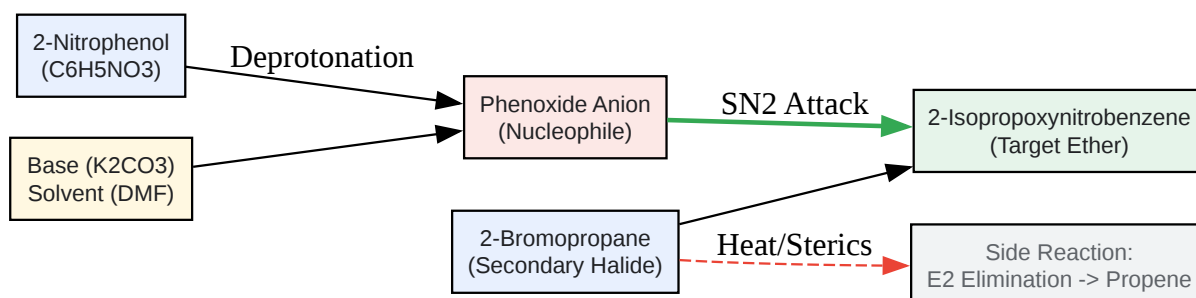 2-Nitrophenol
(C6H5NO3)
Deprotonation
Base (K2CO3)
Solvent (DMF)
Phenoxide Anion
(Nucleophile)
SN2 Attack
2-Isopropoxynitrobenzene
(Target Ether)
2-Bromopropane
(Secondary Halide)
Heat/Sterics
Side Reaction:
E2 Elimination -> Propene